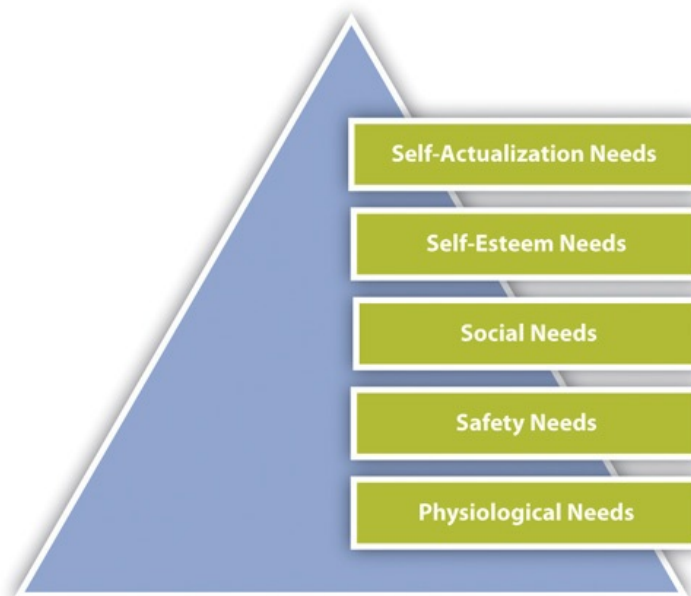 Self-Actualization Needs
Self-Esteem Needs
Social Needs
Safety Needs
Physiological Needs